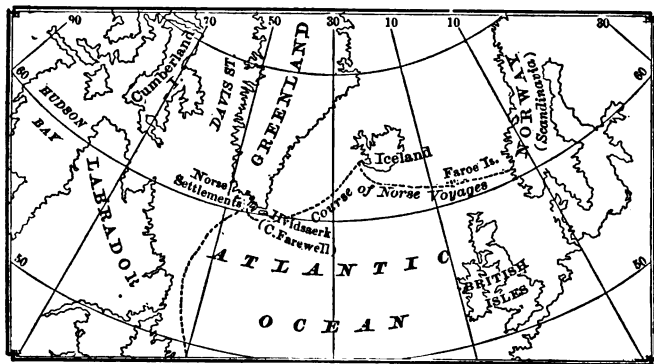 90
70
50
30
10
10
30
60
60
HUDSON
BAY
Cumberland
DAVIS ST.
GREENLAND
NORWAY
(Scandinavia)
Iceland
Faroe Is.
Norse
Settlements
Course of Norse Voyages
Hvidsaerk
(C. Farewell)
LABRADOR
ATLANTIC
OCEAN
BRITISH
ISLES
50
50